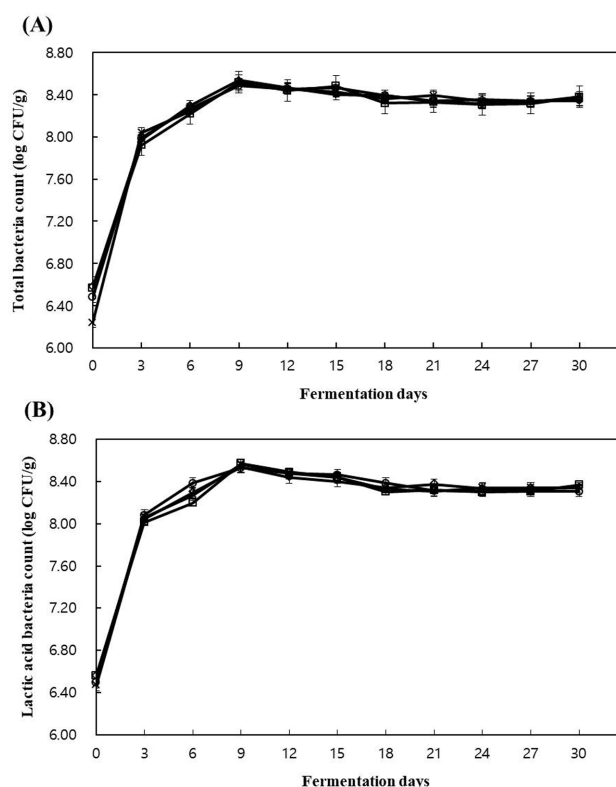 (A)
Total bacteria count (log CFU/g)
8.80
8.40
8.00
7.60
7.20
6.80
6.40
6.00
0 3 6 9 12 15 18 21 24 27 30
Fermentation days
(B)
Lactic acid bacteria count (log CFU/g)
8.80
8.40
8.00
7.60
7.20
6.80
6.40
6.00
0 3 6 9 12 15 18 21 24 27 30
Fermentation days